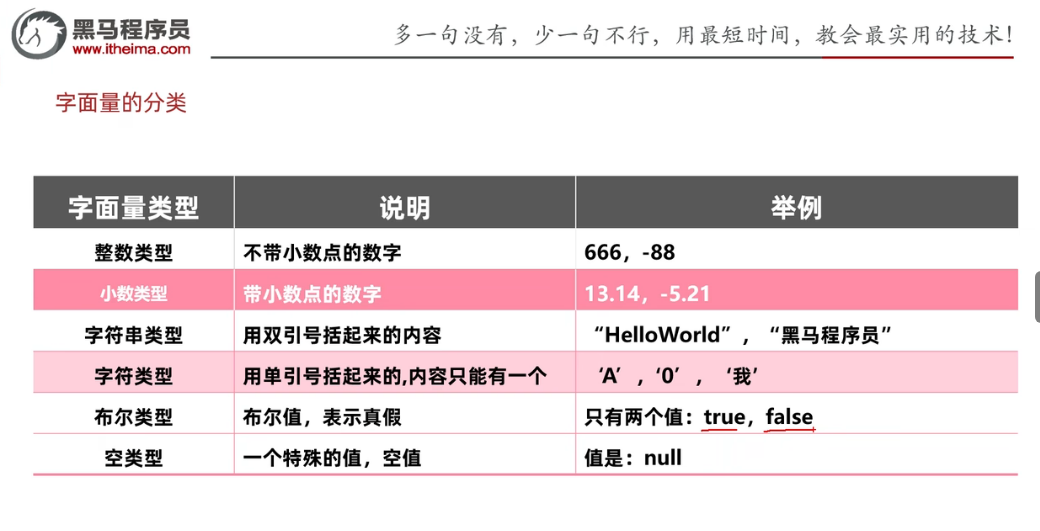 黑马程序员
www.itheima.com
多一句没有，少一句不行，用最短时间，教会最实用的技术！
字面量的分类
字面量类型 说明 举例
整数类型 不带小数点的数字 666，-88
小数类型 带小数点的数字 13.14，-5.21
字符串类型 用双引号括起来的内容 “HelloWorld”，“黑马程序员”
字符类型 用单引号括起来的,内容只能有一个 ‘A’，‘0’，‘我’
布尔类型 布尔值，表示真假 只有两个值：true，false
空类型 一个特殊的值，空值 值是：null